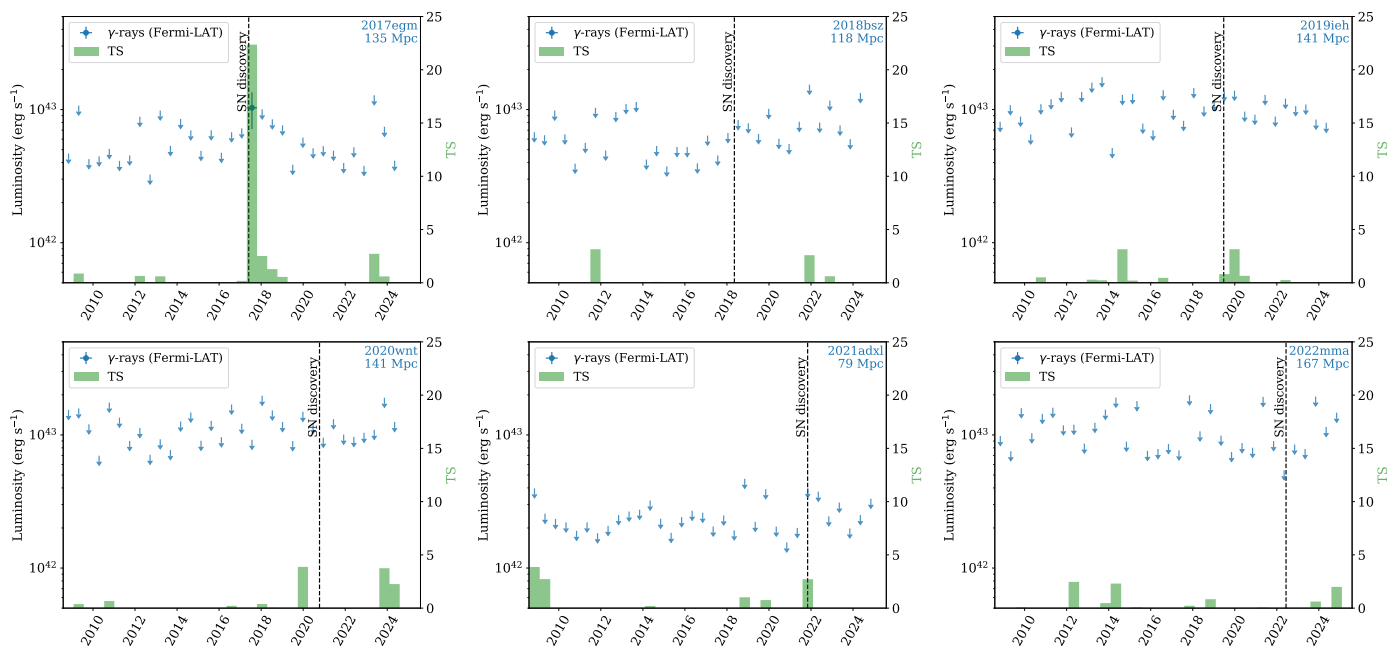 2017egm
135 Mpc
γ-rays (Fermi-LAT)
TS
SN discovery
Luminosity (erg s⁻¹)
10⁴³
10⁴²
25
20
15
10
5
0
TS
2010
2012
2014
2016
2018
2020
2022
2024
2018bsz
118 Mpc
γ-rays (Fermi-LAT)
TS
SN discovery
Luminosity (erg s⁻¹)
10⁴³
10⁴²
25
20
15
10
5
0
TS
2010
2012
2014
2016
2018
2020
2022
2024
2019ieh
141 Mpc
γ-rays (Fermi-LAT)
TS
SN discovery
Luminosity (erg s⁻¹)
10⁴³
10⁴²
25
20
15
10
5
0
TS
2010
2012
2014
2016
2018
2020
2022
2024
2020wnt
141 Mpc
γ-rays (Fermi-LAT)
TS
SN discovery
Luminosity (erg s⁻¹)
10⁴³
10⁴²
25
20
15
10
5
0
TS
2010
2012
2014
2016
2018
2020
2022
2024
2021adxl
79 Mpc
γ-rays (Fermi-LAT)
TS
SN discovery
Luminosity (erg s⁻¹)
10⁴³
10⁴²
25
20
15
10
5
0
TS
2010
2012
2014
2016
2018
2020
2022
2024
2022mma
167 Mpc
γ-rays (Fermi-LAT)
TS
SN discovery
Luminosity (erg s⁻¹)
10⁴³
10⁴²
25
20
15
10
5
0
TS
2010
2012
2014
2016
2018
2020
2022
2024